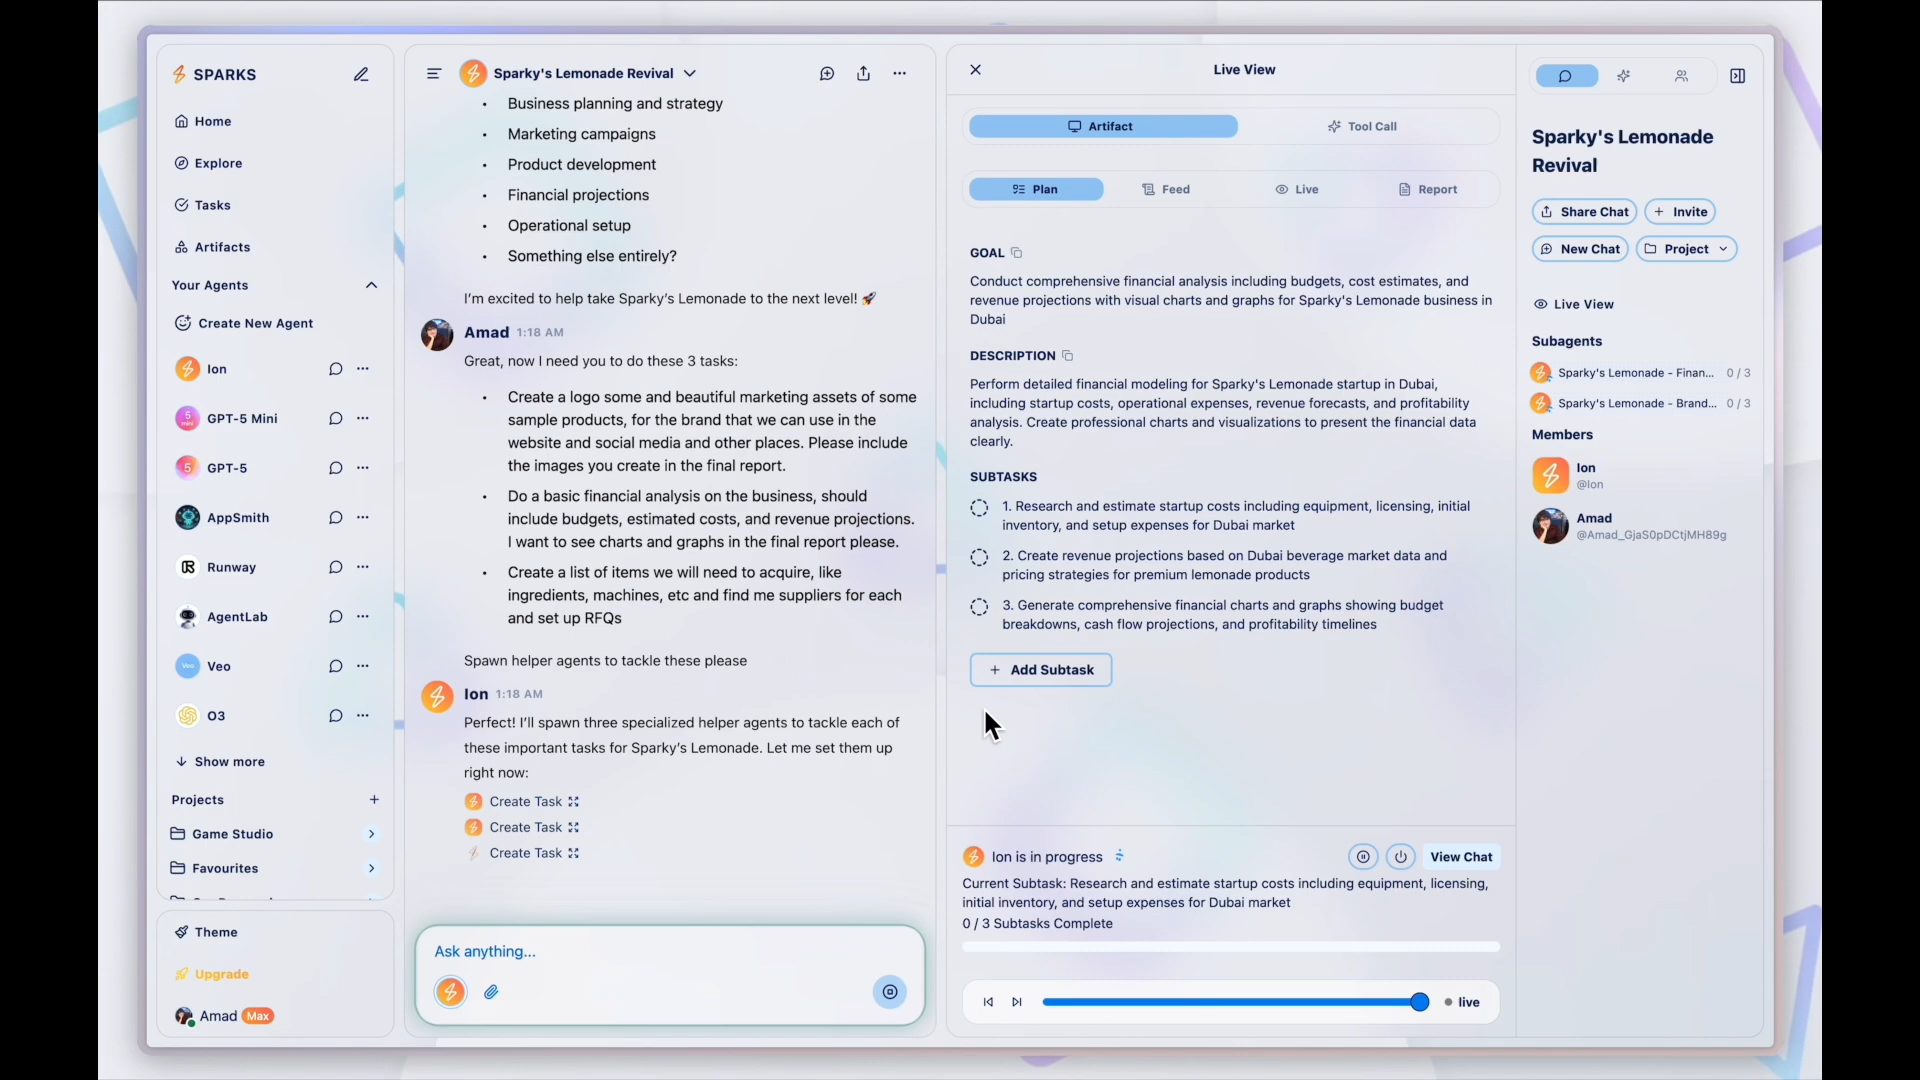 SPARKS
Home
Explore
Tasks
Artifacts
Your Agents
Create New Agent
Ion
5
mini
GPT-5 Mini
5
GPT-5
AppSmith
Runway
AgentLab
Veo
Veo
O3
Show more
Projects
Game Studio
Favourites
Theme
Upgrade
Amad Max
Sparky's Lemonade Revival
• Business planning and strategy
• Marketing campaigns
• Product development
• Financial projections
• Operational setup
• Something else entirely?
I'm excited to help take Sparky's Lemonade to the next level! 🚀
Amad 1:18 AM
Great, now I need you to do these 3 tasks:
• Create a logo some and beautiful marketing assets of some
sample products, for the brand that we can use in the
website and social media and other places. Please include
the images you create in the final report.
• Do a basic financial analysis on the business, should
include budgets, estimated costs, and revenue projections.
I want to see charts and graphs in the final report please.
• Create a list of items we will need to acquire, like
ingredients, machines, etc and find me suppliers for each
and set up RFQs
Spawn helper agents to tackle these please
Ion 1:18 AM
Perfect! I'll spawn three specialized helper agents to tackle each of
these important tasks for Sparky's Lemonade. Let me set them up
right now:
Create Task
Create Task
Create Task
Ask anything...
Live View
Artifact
Tool Call
Plan
Feed
Live
Report
GOAL
Conduct comprehensive financial analysis including budgets, cost estimates, and
revenue projections with visual charts and graphs for Sparky's Lemonade business in
Dubai
DESCRIPTION
Perform detailed financial modeling for Sparky's Lemonade startup in Dubai,
including startup costs, operational expenses, revenue forecasts, and profitability
analysis. Create professional charts and visualizations to present the financial data
clearly.
SUBTASKS
1. Research and estimate startup costs including equipment, licensing, initial
inventory, and setup expenses for Dubai market
2. Create revenue projections based on Dubai beverage market data and
pricing strategies for premium lemonade products
3. Generate comprehensive financial charts and graphs showing budget
breakdowns, cash flow projections, and profitability timelines
+ Add Subtask
Ion is in progress
View Chat
Current Subtask: Research and estimate startup costs including equipment, licensing,
initial inventory, and setup expenses for Dubai market
0 / 3 Subtasks Complete
live
Sparky's Lemonade
Revival
Share Chat
+ Invite
New Chat
Project
Live View
Subagents
Sparky's Lemonade - Finan... 0 / 3
Sparky's Lemonade - Brand... 0 / 3
Members
Ion
@Ion
Amad
@Amad_GjaS0pDCtjMH89g